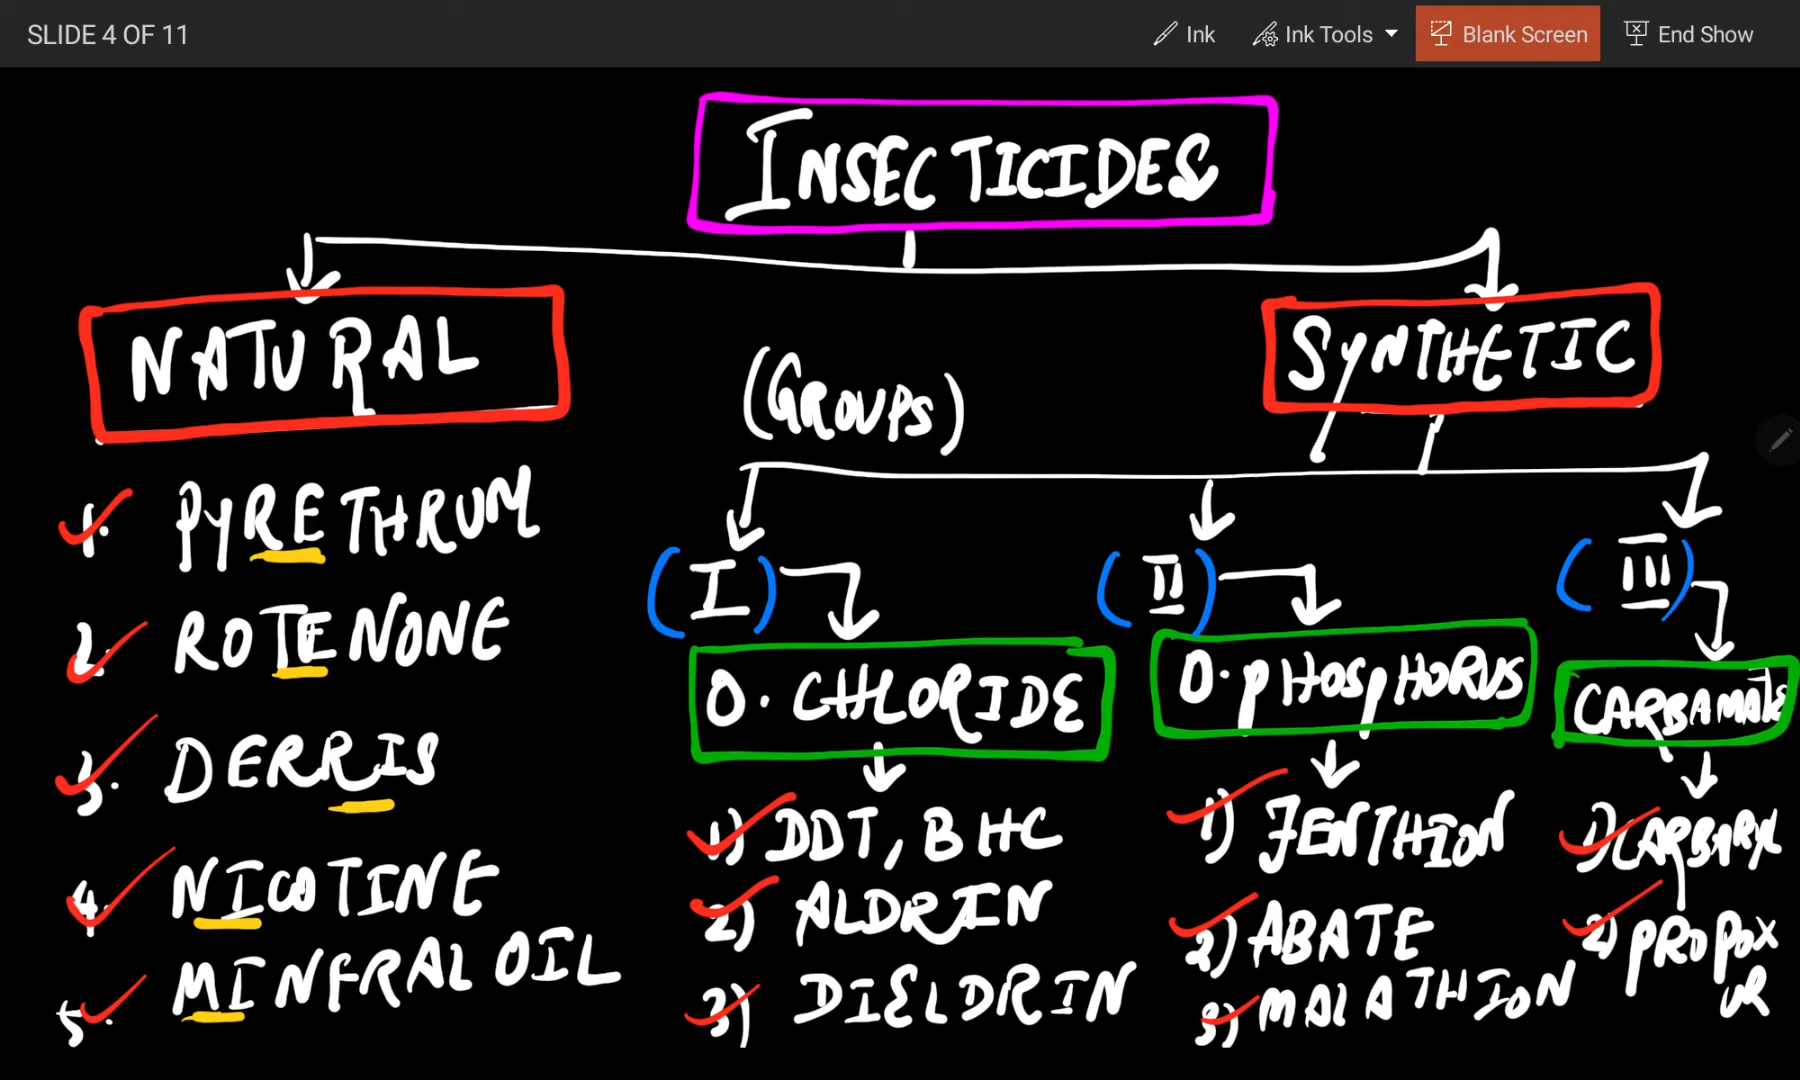 SLIDE 4 OF 11
Ink
Ink Tools
Blank Screen
End Show
INSECTICIDES
NATURAL
SYNTHETIC
(GROUPS)
1. PYRETHRUM
2. ROTENONE
3. DERRIS
4. NICOTINE
5. MINERAL OIL
(I)
O. CHLORIDE
1) DDT, BHC
2) ALDRIN
3) DIELDRIN
(II)
O. PHOSPHORUS
1) FENTHION
2) ABATE
3) MALATHION
(III)
CARBAMATE
1) CARBARYL
2) PROPOX
UR